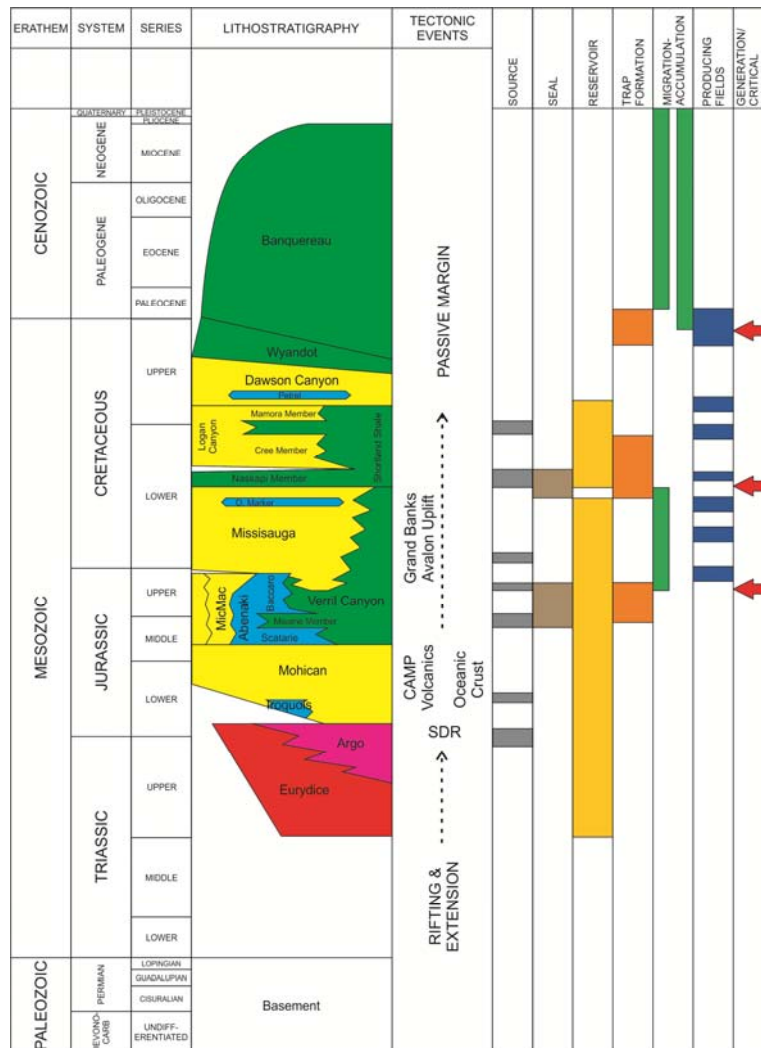 ERATHEM
SYSTEM
SERIES
LITHOSTRATIGRAPHY
TECTONIC
EVENTS
SOURCE
SEAL
RESERVOIR
TRAP
FORMATION
MIGRATION-
ACCUMULATION
PRODUCING
FIELDS
GENERATION/
CRITICAL
CENOZOIC
MESOZOIC
PALEOZOIC
QUATERNARY
NEOGENE
PALEOGENE
CRETACEOUS
JURASSIC
TRIASSIC
PERMIAN
EVONO-
CARB
PLEISTOCENE
PLIOCENE
MIOCENE
OLIGOCENE
EOCENE
PALEOCENE
UPPER
LOWER
UPPER
MIDDLE
LOWER
UPPER
MIDDLE
LOWER
LOPINGIAN
GUADALUPIAN
CISURALIAN
UNDIFF-
ERENTIATED
Banquereau
Wyandot
Dawson Canyon
Petrel
Logan
Canyon
Mamora Member
Cree Member
Shortland Shale
Naskapi Member
O. Marker
Missisauga
MicMac
Abenaki
Baccaro
Misaine Member
Scatarie
Verril Canyon
Mohican
Iroquois
Argo
Eurydice
Basement
PASSIVE MARGIN
Grand Banks
Avalon Uplift
CAMP
Volcanics
Oceanic
Crust
SDR
RIFTING &
EXTENSION